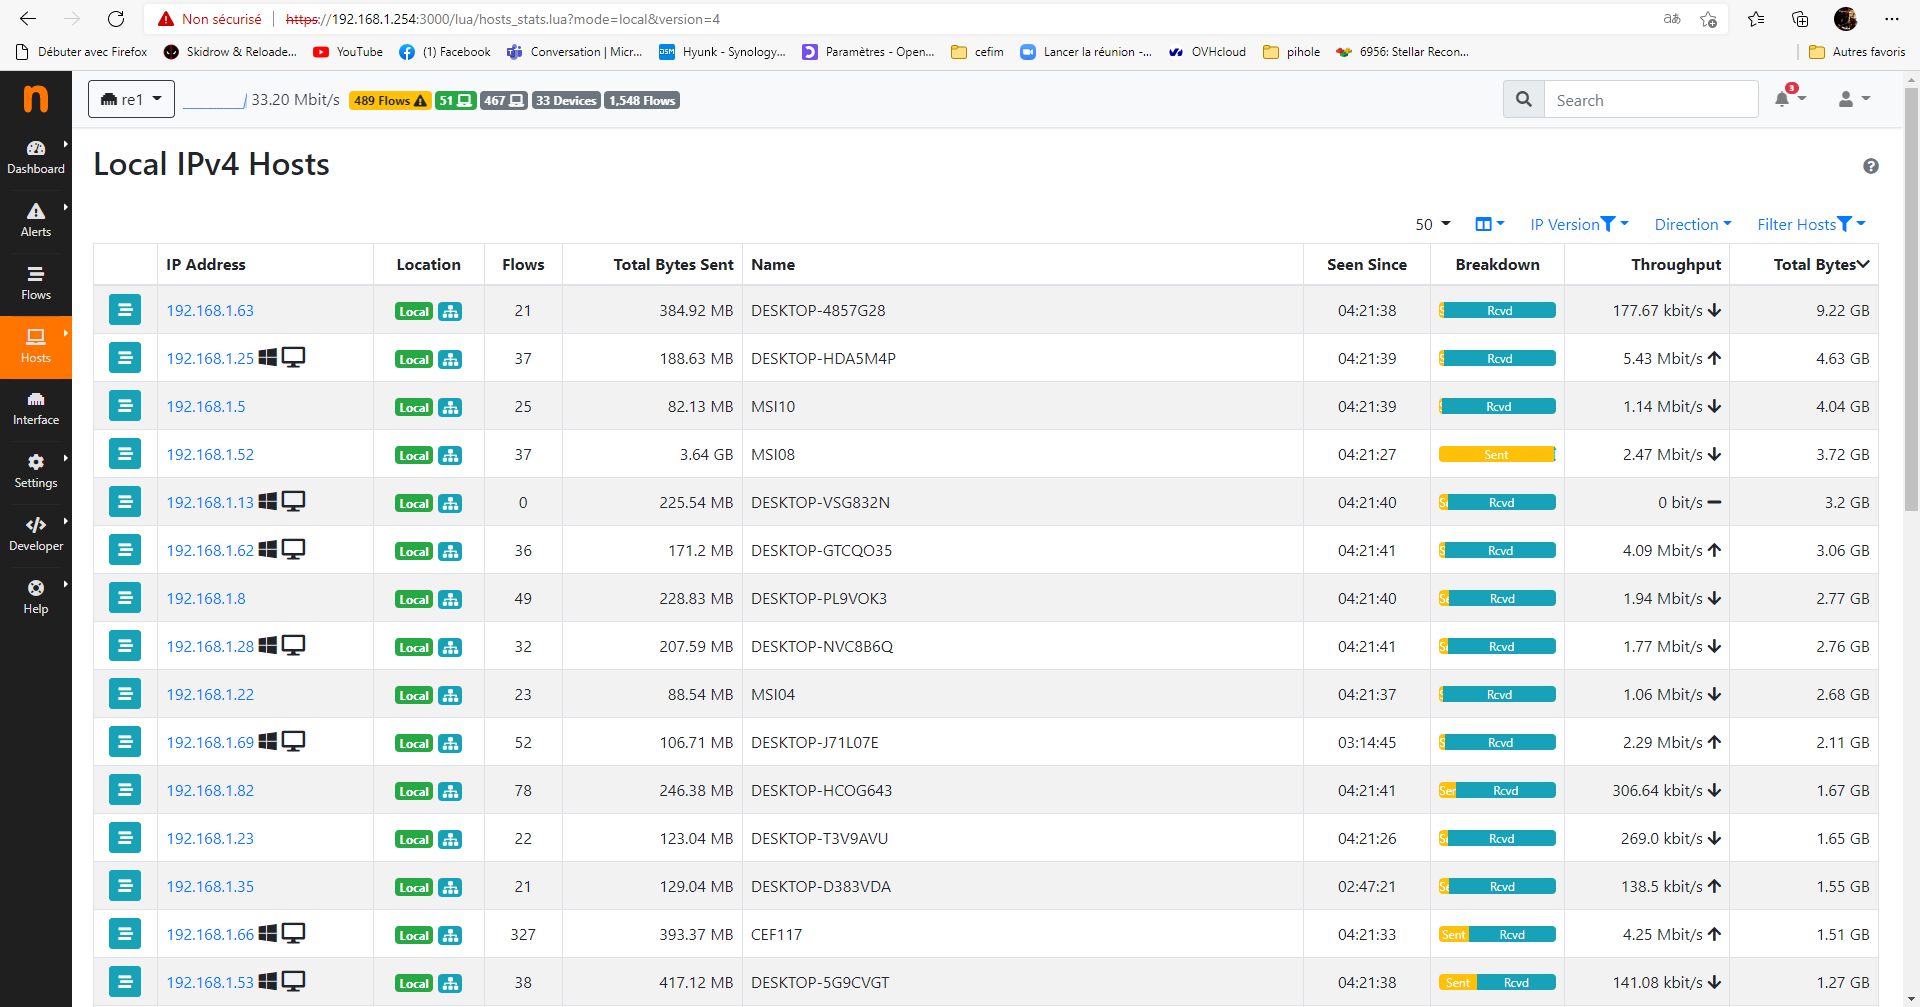 Non sécurisé https://192.168.1.254:3000/lua/hosts_stats.lua?mode=local&version=4
Débuter avec Firefox Skidrow & Reloade... YouTube (1) Facebook Conversation | Micr... Hyunk - Synology... Paramètres - Open... cefim Lancer la réunion -... OVHcloud pihole 6956: Stellar Recon... Autres favoris
re1 33.20 Mbit/s 489 Flows 51 467 33 Devices 1,548 Flows Search 3
Dashboard
Alerts
Flows
Hosts
Interface
Settings
Developer
Help
Local IPv4 Hosts
50 IP Version Direction Filter Hosts
IP Address Location Flows Total Bytes Sent Name Seen Since Breakdown Throughput Total Bytes
192.168.1.63 Local 21 384.92 MB DESKTOP-4857G28 04:21:38 S Rcvd 177.67 kbit/s 9.22 GB
192.168.1.25 Local 37 188.63 MB DESKTOP-HDA5M4P 04:21:39 S Rcvd 5.43 Mbit/s 4.63 GB
192.168.1.5 Local 25 82.13 MB MSI10 04:21:39 Rcvd 1.14 Mbit/s 4.04 GB
192.168.1.52 Local 37 3.64 GB MSI08 04:21:27 Sent 2.47 Mbit/s 3.72 GB
192.168.1.13 Local 0 225.54 MB DESKTOP-VSG832N 04:21:40 Se Rcvd 0 bit/s 3.2 GB
192.168.1.62 Local 36 171.2 MB DESKTOP-GTCQO35 04:21:41 S Rcvd 4.09 Mbit/s 3.06 GB
192.168.1.8 Local 49 228.83 MB DESKTOP-PL9VOK3 04:21:40 Se Rcvd 1.94 Mbit/s 2.77 GB
192.168.1.28 Local 32 207.59 MB DESKTOP-NVC8B6Q 04:21:41 Se Rcvd 1.77 Mbit/s 2.76 GB
192.168.1.22 Local 23 88.54 MB MSI04 04:21:37 S Rcvd 1.06 Mbit/s 2.68 GB
192.168.1.69 Local 52 106.71 MB DESKTOP-J71L07E 03:14:45 S Rcvd 2.29 Mbit/s 2.11 GB
192.168.1.82 Local 78 246.38 MB DESKTOP-HCOG643 04:21:41 Ser Rcvd 306.64 kbit/s 1.67 GB
192.168.1.23 Local 22 123.04 MB DESKTOP-T3V9AVU 04:21:26 Se Rcvd 269.0 kbit/s 1.65 GB
192.168.1.35 Local 21 129.04 MB DESKTOP-D383VDA 02:47:21 Se Rcvd 138.5 kbit/s 1.55 GB
192.168.1.66 Local 327 393.37 MB CEF117 04:21:33 Sent Rcvd 4.25 Mbit/s 1.51 GB
192.168.1.53 Local 38 417.12 MB DESKTOP-5G9CVGT 04:21:38 Sent Rcvd 141.08 kbit/s 1.27 GB